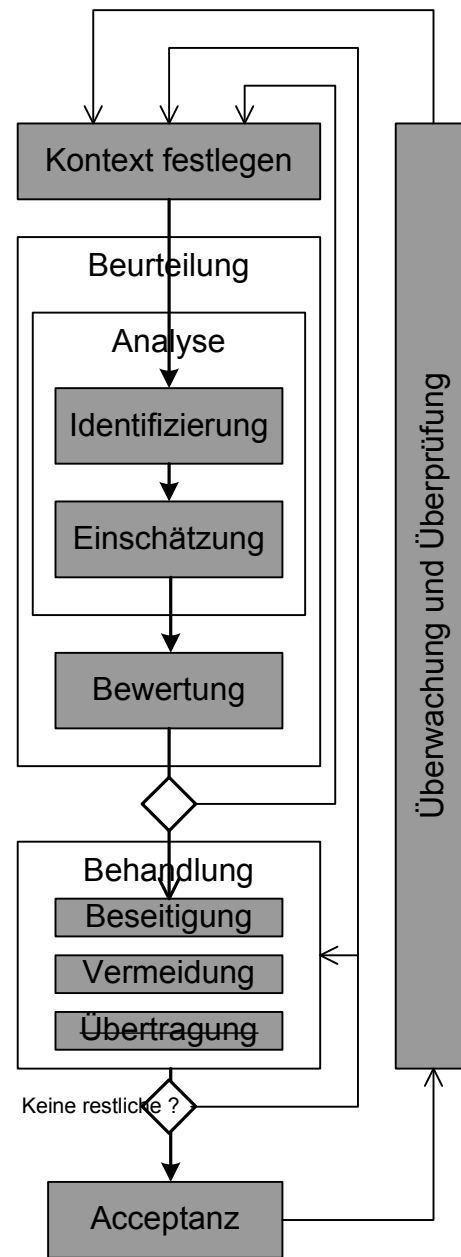 Kontext festlegen
Beurteilung
Analyse
Identifizierung
Einschätzung
Bewertung
Behandlung
Beseitigung
Vermeidung
Übertragung
Keine restliche ?
Acceptanz
Überwachung und Überprüfung